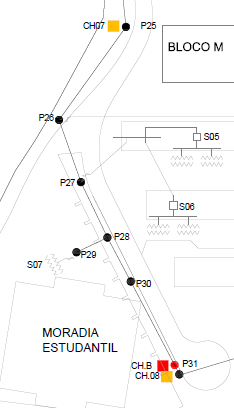 CH07
P25
BLOCO M
P26
S05
P27
S06
P28
P29
S07
P30
MORADIA
ESTUDANTIL
CH.B
P31
CH.08